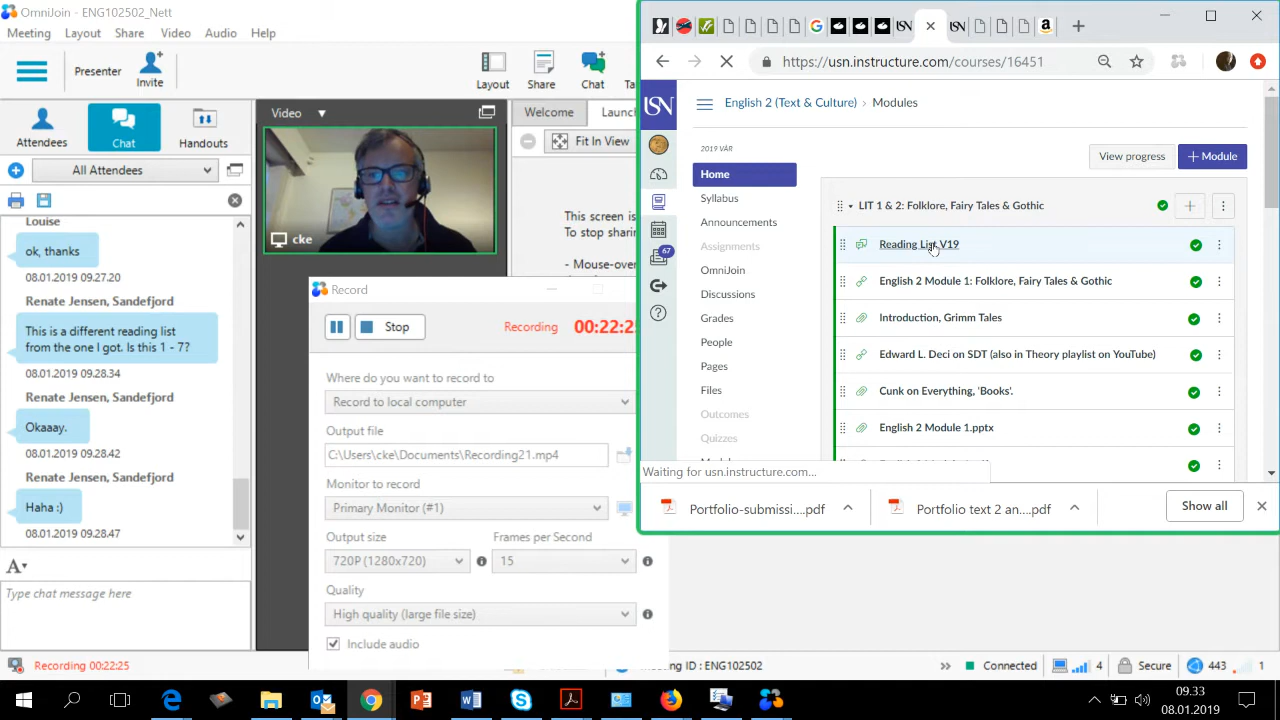 OmniJoin - ENG102502_Nett
Meeting Layout Share Video Audio Help
Presenter
Invite
Layout
Share
Chat
Attendees
Chat
Handouts
All Attendees
Louise
ok, thanks
08.01.2019 09.27.20
Renate Jensen, Sandefjord
This is a different reading list
from the one I got. Is this 1 - 7?
08.01.2019 09.28.34
Renate Jensen, Sandefjord
Okaaay.
08.01.2019 09.28.42
Renate Jensen, Sandefjord
Haha :)
08.01.2019 09.28.47
Type chat message here
Recording 00:22:25
Video
cke
Welcome
Fit In View
This screen is
To stop sharing
- Mouse-over
Record
Stop
Recording
Where do you want to record to
Record to local computer
Output file
C:\Users\cke\Documents\Recording21.mp4
Monitor to record
Primary Monitor (#1)
Output size
Frames per Second
720P (1280x720)
15
Quality
High quality (large file size)
Include audio
https://usn.instructure.com/courses/16451
USN
English 2 (Text & Culture) › Modules
2019 VÅR
View progress
+ Module
Home
Syllabus
Announcements
Assignments
OmniJoin
Discussions
Grades
People
Pages
Files
Outcomes
Quizzes
67
LIT 1 & 2: Folklore, Fairy Tales & Gothic
Reading List V19
English 2 Module 1: Folklore, Fairy Tales & Gothic
Introduction, Grimm Tales
Edward L. Deci on SDT (also in Theory playlist on YouTube)
Cunk on Everything, 'Books'.
English 2 Module 1.pptx
Waiting for usn.instructure.com...
Portfolio-submissi....pdf
Portfolio text 2 an....pdf
Show all
Meeting ID : ENG102502
Connected
4
Secure
443
1
09.33
08.01.2019